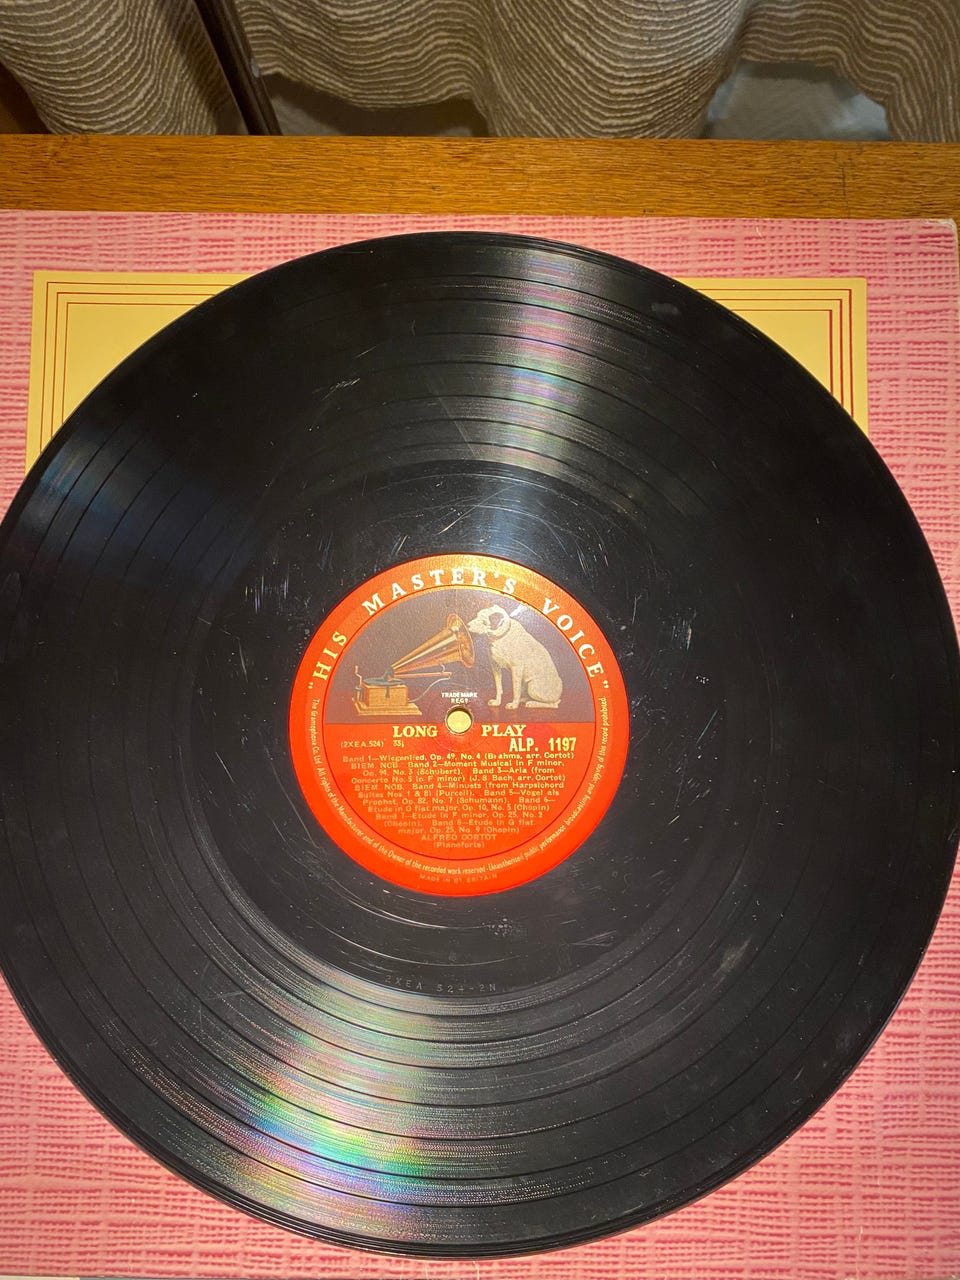 "HIS MASTER'S VOICE"
TRADE MARK
REGD
LONG PLAY
(2XEA.524) 33⅓ ALP. 1197
Band 1—Wiegenlied, Op. 49, No. 4 (Brahms, arr. Cortot)
BIEM. NCB. Band 2—Moment Musical in F minor,
Op. 94, No. 3 (Schubert). Band 3—Aria (from
Concerto No. 5 in F minor) (J. S. Bach, arr. Cortot)
BIEM. NCB. Band 4—Minuets (from Harpsichord
Suites Nos. 1 & 8) (Purcell). Band 5—Vogel als
Prophet, Op. 82, No. 7 (Schumann). Band 6—
Etude in G flat major, Op. 10, No. 5 (Chopin)
Band 7—Etude in F minor, Op. 25, No. 2
(Chopin). Band 8—Etude in G flat
major, Op. 25, No. 9 (Chopin)
ALFRED CORTOT
(Pianoforte)
The Gramophone Co. Ltd. All rights of the Manufacturer and of the Owner of the recorded work reserved·Unauthorised public performance broadcasting and copying of this record prohibited.
MADE IN GT BRITAIN
2XEA 524-2N